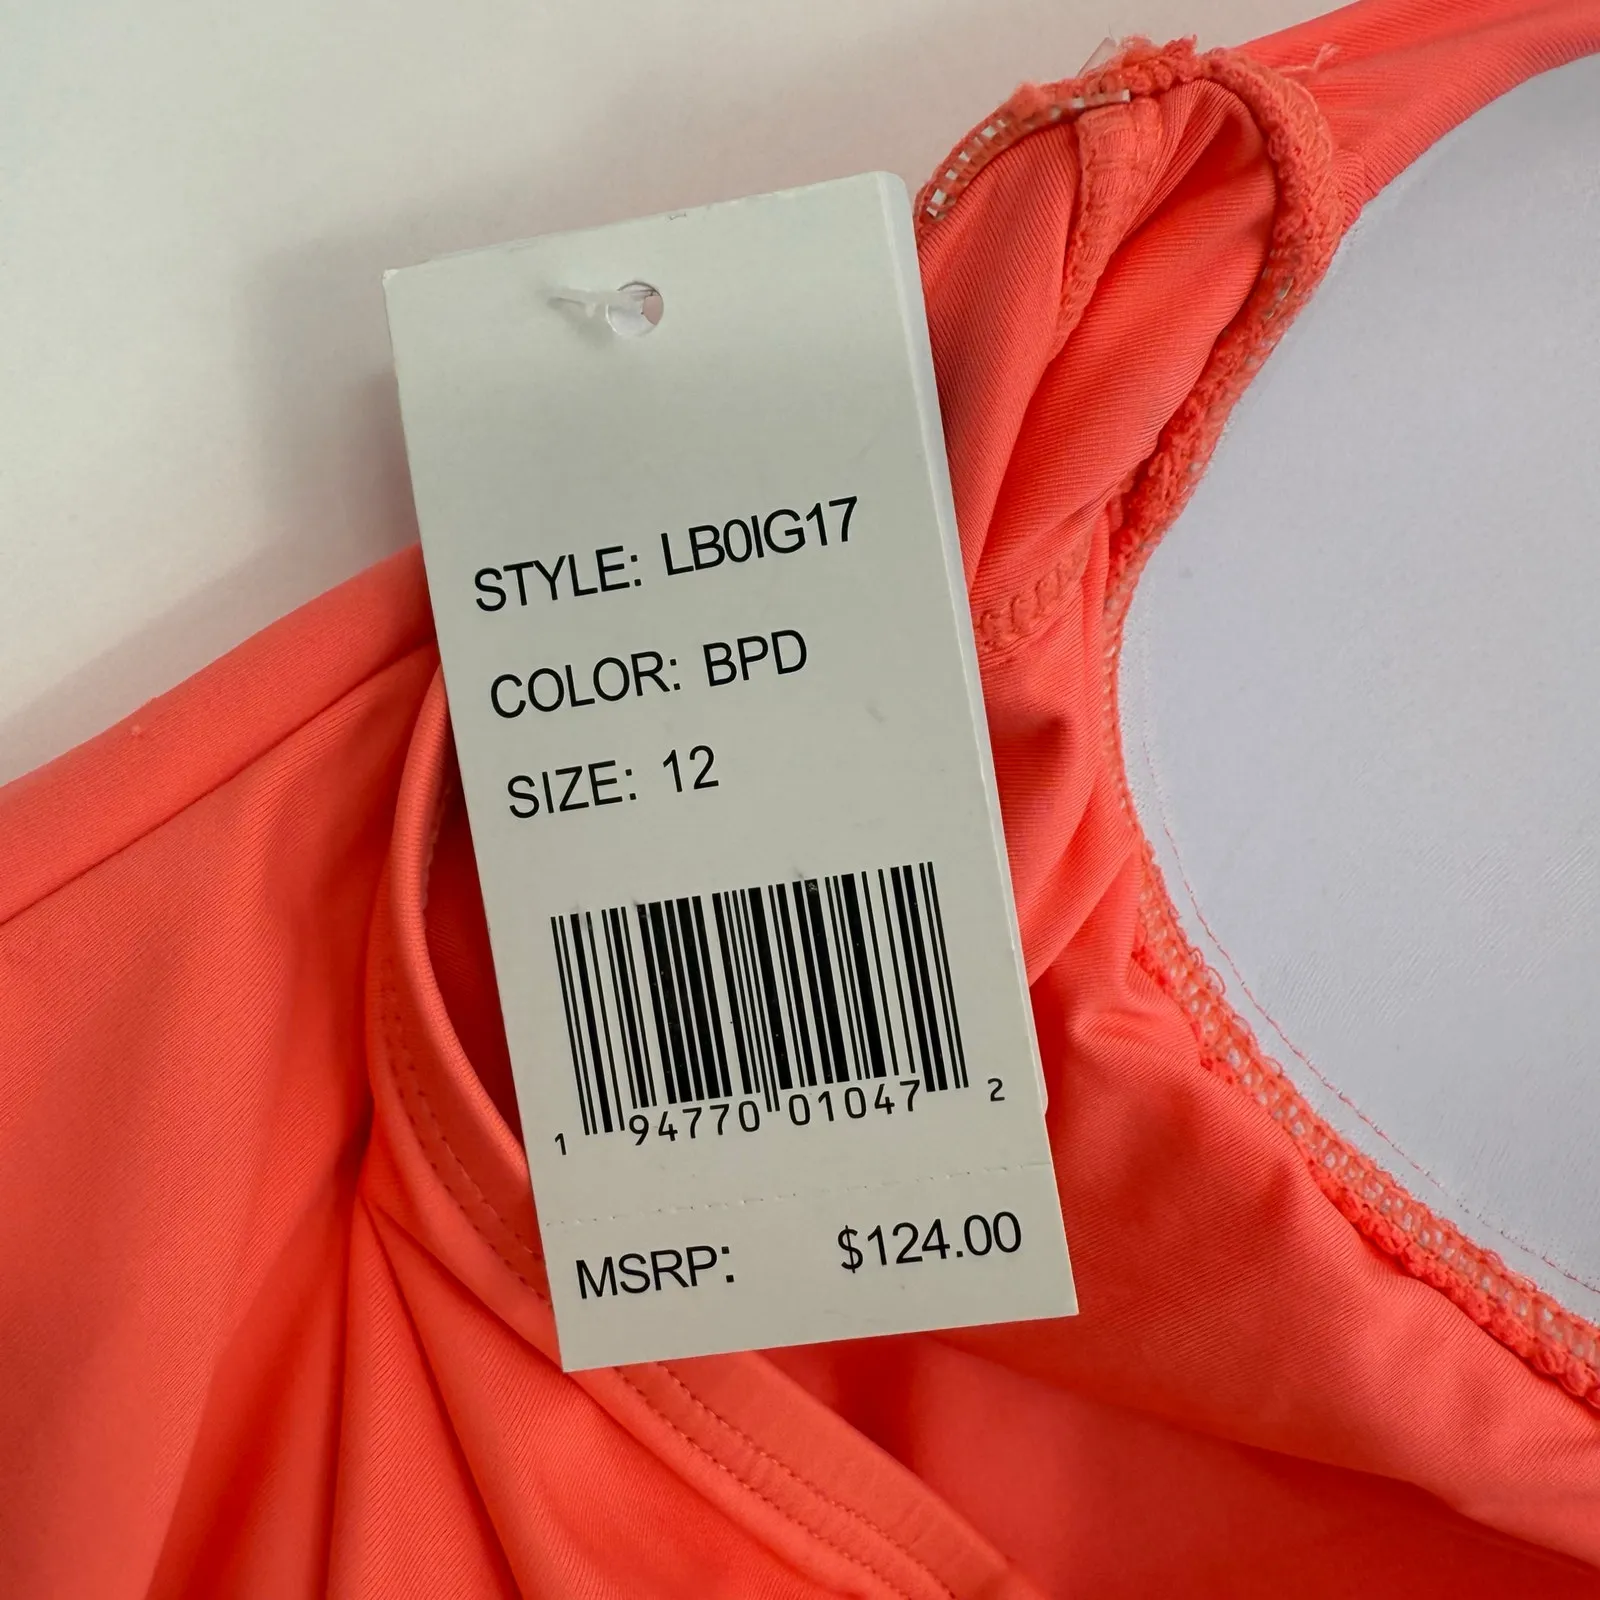 STYLE: LB0IG17
COLOR: BPD
SIZE: 12
1 94770 01047 2
MSRP: $124.00